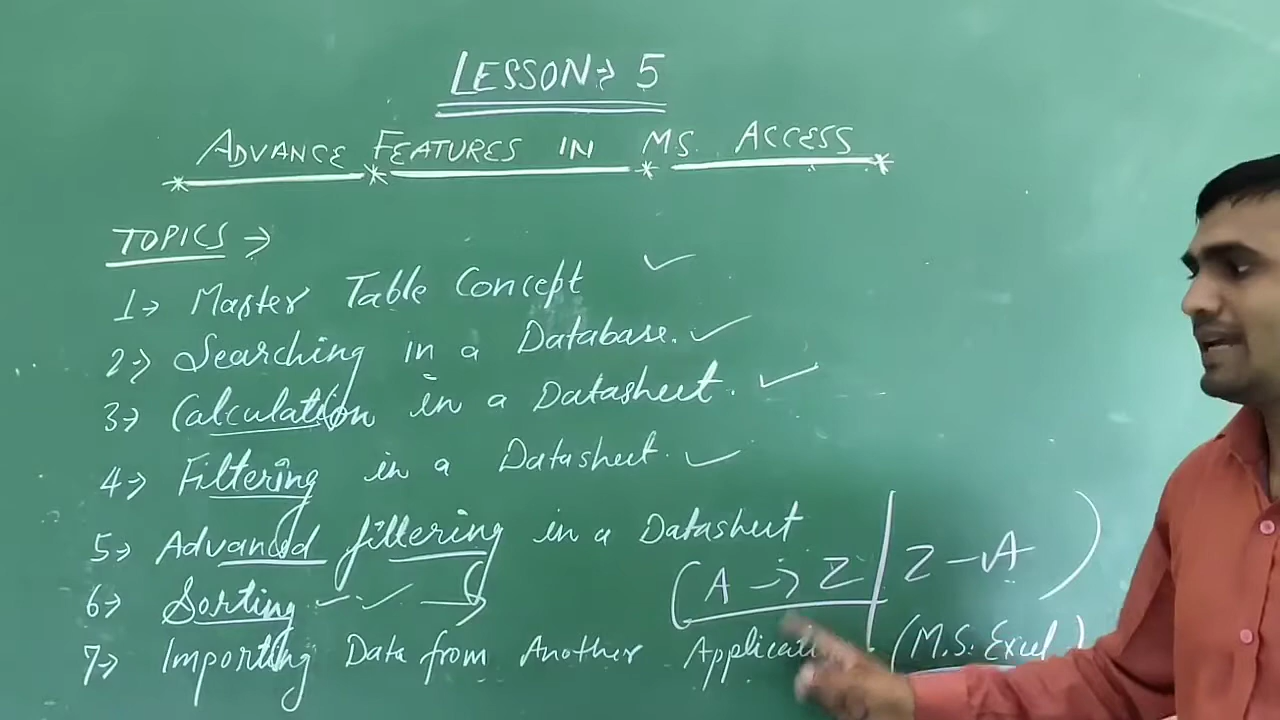 LESSON:→ 5
ADVANCE FEATURES IN MS. ACCESS
TOPICS →
1→ Master Table Concept ✓
2→ Searching in a Database. ✓
3→ Calculation in a Datasheet. ✓
4→ Filtering in a Datasheet. ✓
5→ Advanced filtering in a Datasheet
6→ Sorting ✓ ✓ → (A → Z | Z – A)
7→ Importing Data from Another Application (M.S. Excel)